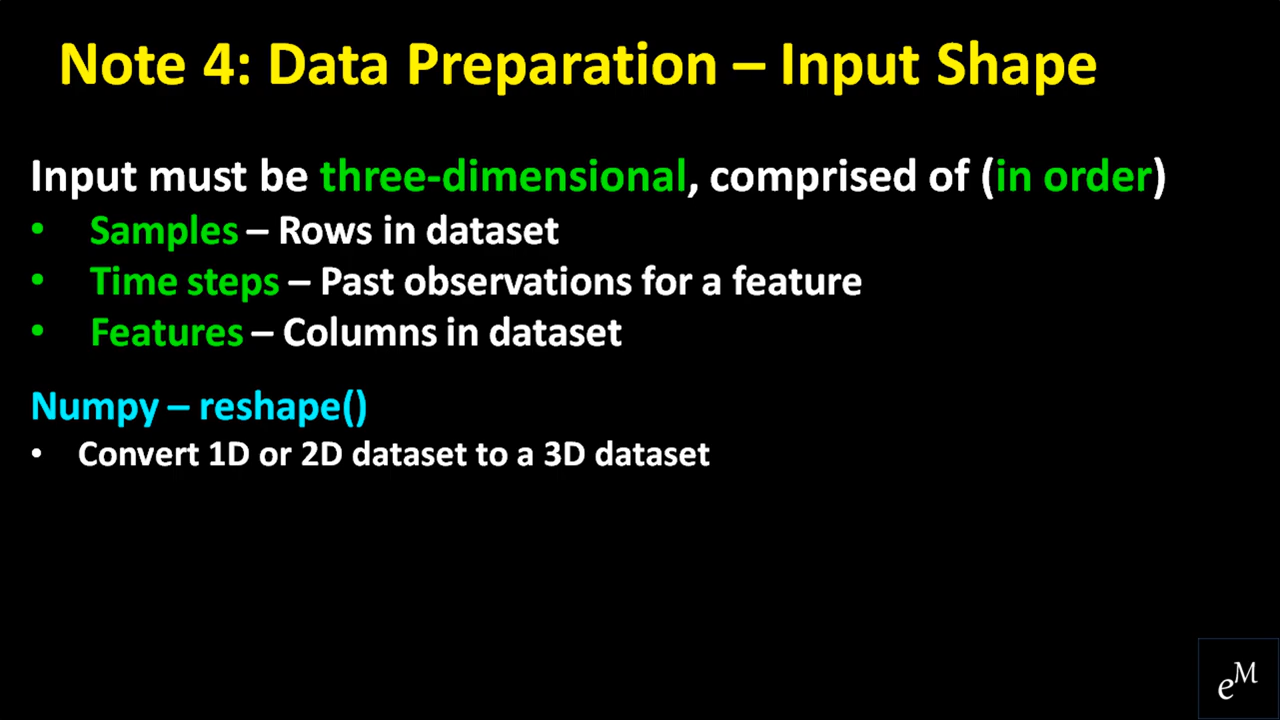 Note 4: Data Preparation – Input Shape
Input must be three-dimensional, comprised of (in order)
• Samples – Rows in dataset
• Time steps – Past observations for a feature
• Features – Columns in dataset
Numpy – reshape()
• Convert 1D or 2D dataset to a 3D dataset
eM